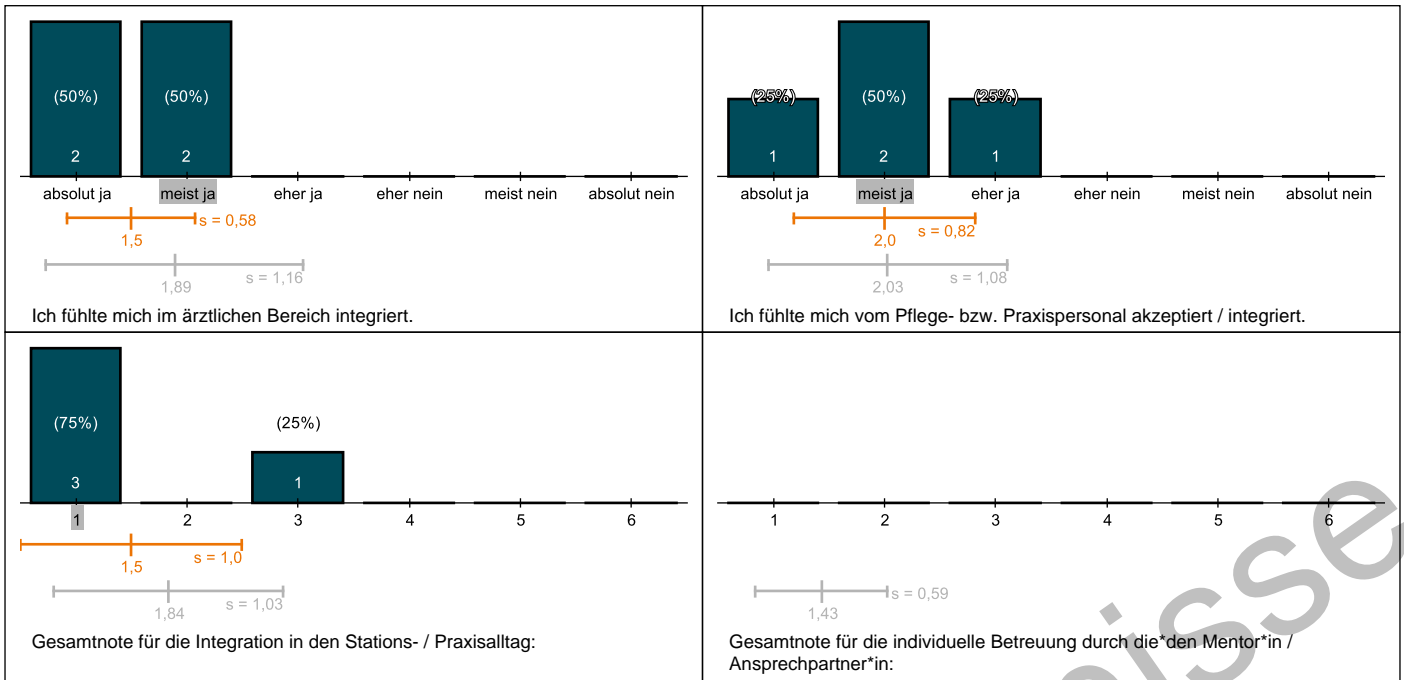 (50%) (50%)
2 2
absolut ja meist ja eher ja eher nein meist nein absolut nein
s = 0,58
1,5
s = 1,16
1,89
Ich fühlte mich im ärztlichen Bereich integriert.
(25%) (50%) (25%)
1 2 1
absolut ja meist ja eher ja eher nein meist nein absolut nein
2,0 s = 0,82
2,03 s = 1,08
Ich fühlte mich vom Pflege- bzw. Praxispersonal akzeptiert / integriert.
(75%) (25%)
3 1
1 2 3 4 5 6
s = 1,0
1,5
s = 1,03
1,84
Gesamtnote für die Integration in den Stations- / Praxisalltag:
1 2 3 4 5 6
s = 0,59
1,43
Gesamtnote für die individuelle Betreuung durch die*den Mentor*in /
Ansprechpartner*in:
isse